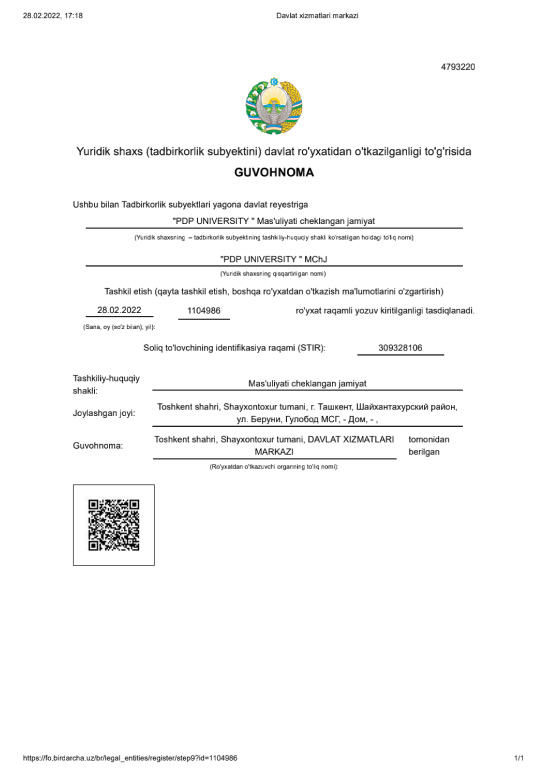 28.02.2022, 17:18 Davlat xizmatlari markazi
4793220
Yuridik shaxs (tadbirkorlik subyektini) davlat ro'yxatidan o'tkazilganligi to'g'risida
GUVOHNOMA
Ushbu bilan Tadbirkorlik subyektlari yagona davlat reyestriga
"PDP UNIVERSITY " Mas'uliyati cheklangan jamiyat
(Yuridik shaxsning – tadbirkorlik subyektining tashkiliy-huquqiy shakli ko'rsatilgan holdagi to'liq nomi)
"PDP UNIVERSITY " MChJ
(Yuridik shaxsning qisqartirilgan nomi)
Tashkil etish (qayta tashkil etish, boshqa ro'yxatdan o'tkazish ma'lumotlarini o'zgartirish)
28.02.2022 1104986 ro'yxat raqamli yozuv kiritilganligi tasdiqlanadi.
(Sana, oy (so'z bilan), yil):
Soliq to'lovchining identifikasiya raqami (STIR): 309328106
Tashkiliy-huquqiy
shakli:
Mas'uliyati cheklangan jamiyat
Joylashgan joyi:
Toshkent shahri, Shayxontoxur tumani, г. Ташкент, Шайхантахурский район,
ул. Беруни, Гулобод МСГ, - Дом, - ,
Guvohnoma:
Toshkent shahri, Shayxontoxur tumani, DAVLAT XIZMATLARI
MARKAZI
tomonidan
berilgan
(Ro'yxatdan o'tkazuvchi organning to'liq nomi):
https://fo.birdarcha.uz/br/legal_entities/register/step9?id=1104986 1/1